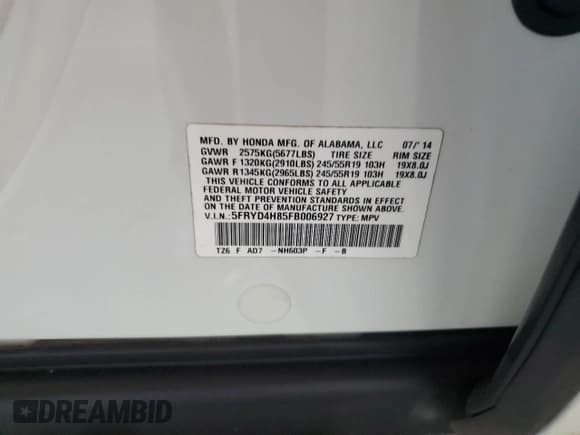 MFD. BY HONDA MFG. OF ALABAMA, LLC 07/' 14
GVWR 2575KG(5677LBS) TIRE SIZE RIM SIZE
GAWR F 1320KG(2910LBS) 245/55R19 103H 19X8.0J
GAWR R 1345KG(2965LBS) 245/55R19 103H 19X8.0J
THIS VEHICLE CONFORMS TO ALL APPLICABLE
FEDERAL MOTOR VEHICLE SAFETY
AND THEFT PREVENTION STANDARDS IN EFFECT
ON THE DATE OF MANUFACTURE SHOWN ABOVE.
V.I.N.: 5FRYD4H85FB006927 TYPE: MPV
TZ6 F AD7 -NH603P -F -B
DREAMBID